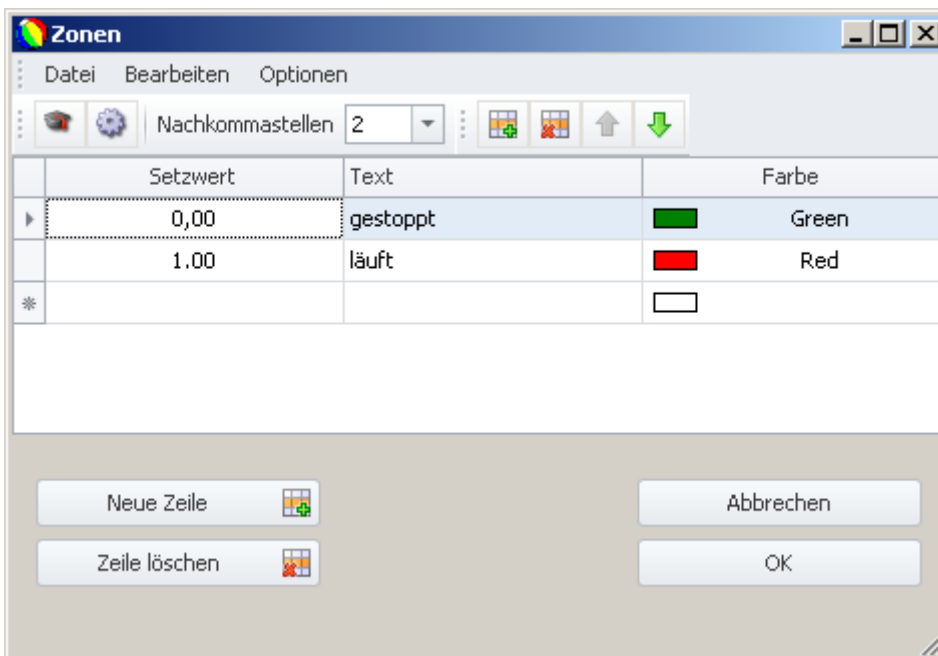 Zonen
Datei Bearbeiten Optionen
Nachkommastellen 2
Setzwert Text Farbe
0,00 gestoppt Green
1.00 läuft Red
Neue Zeile Abbrechen
Zeile löschen OK